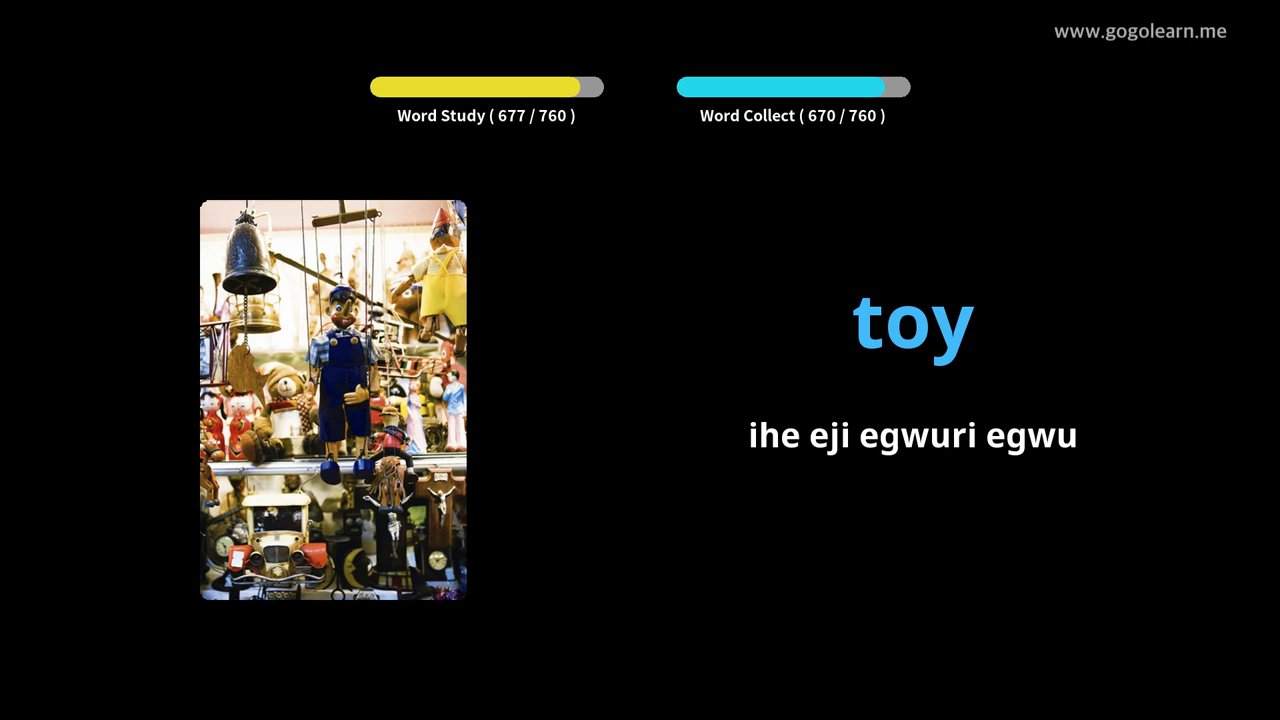 www.gogolearn.me
Word Study ( 677 / 760 )
Word Collect ( 670 / 760 )
toy
ihe eji egwuri egwu